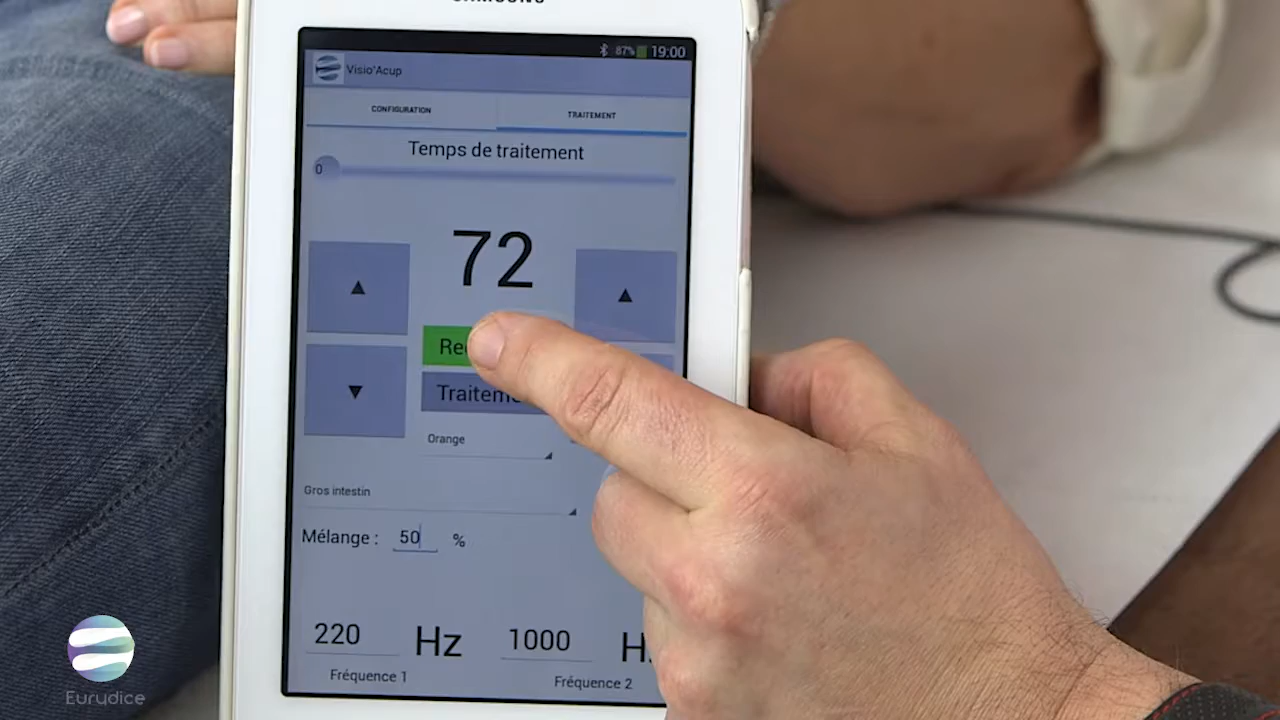 SAMSUNG
87% 19:00
Visio'Acup
CONFIGURATION
TRAITEMENT
Temps de traitement
0
72
Orange
Gros intestin
Mélange : 50 %
220 Hz 1000
Fréquence 1
Fréquence 2
Eurydice